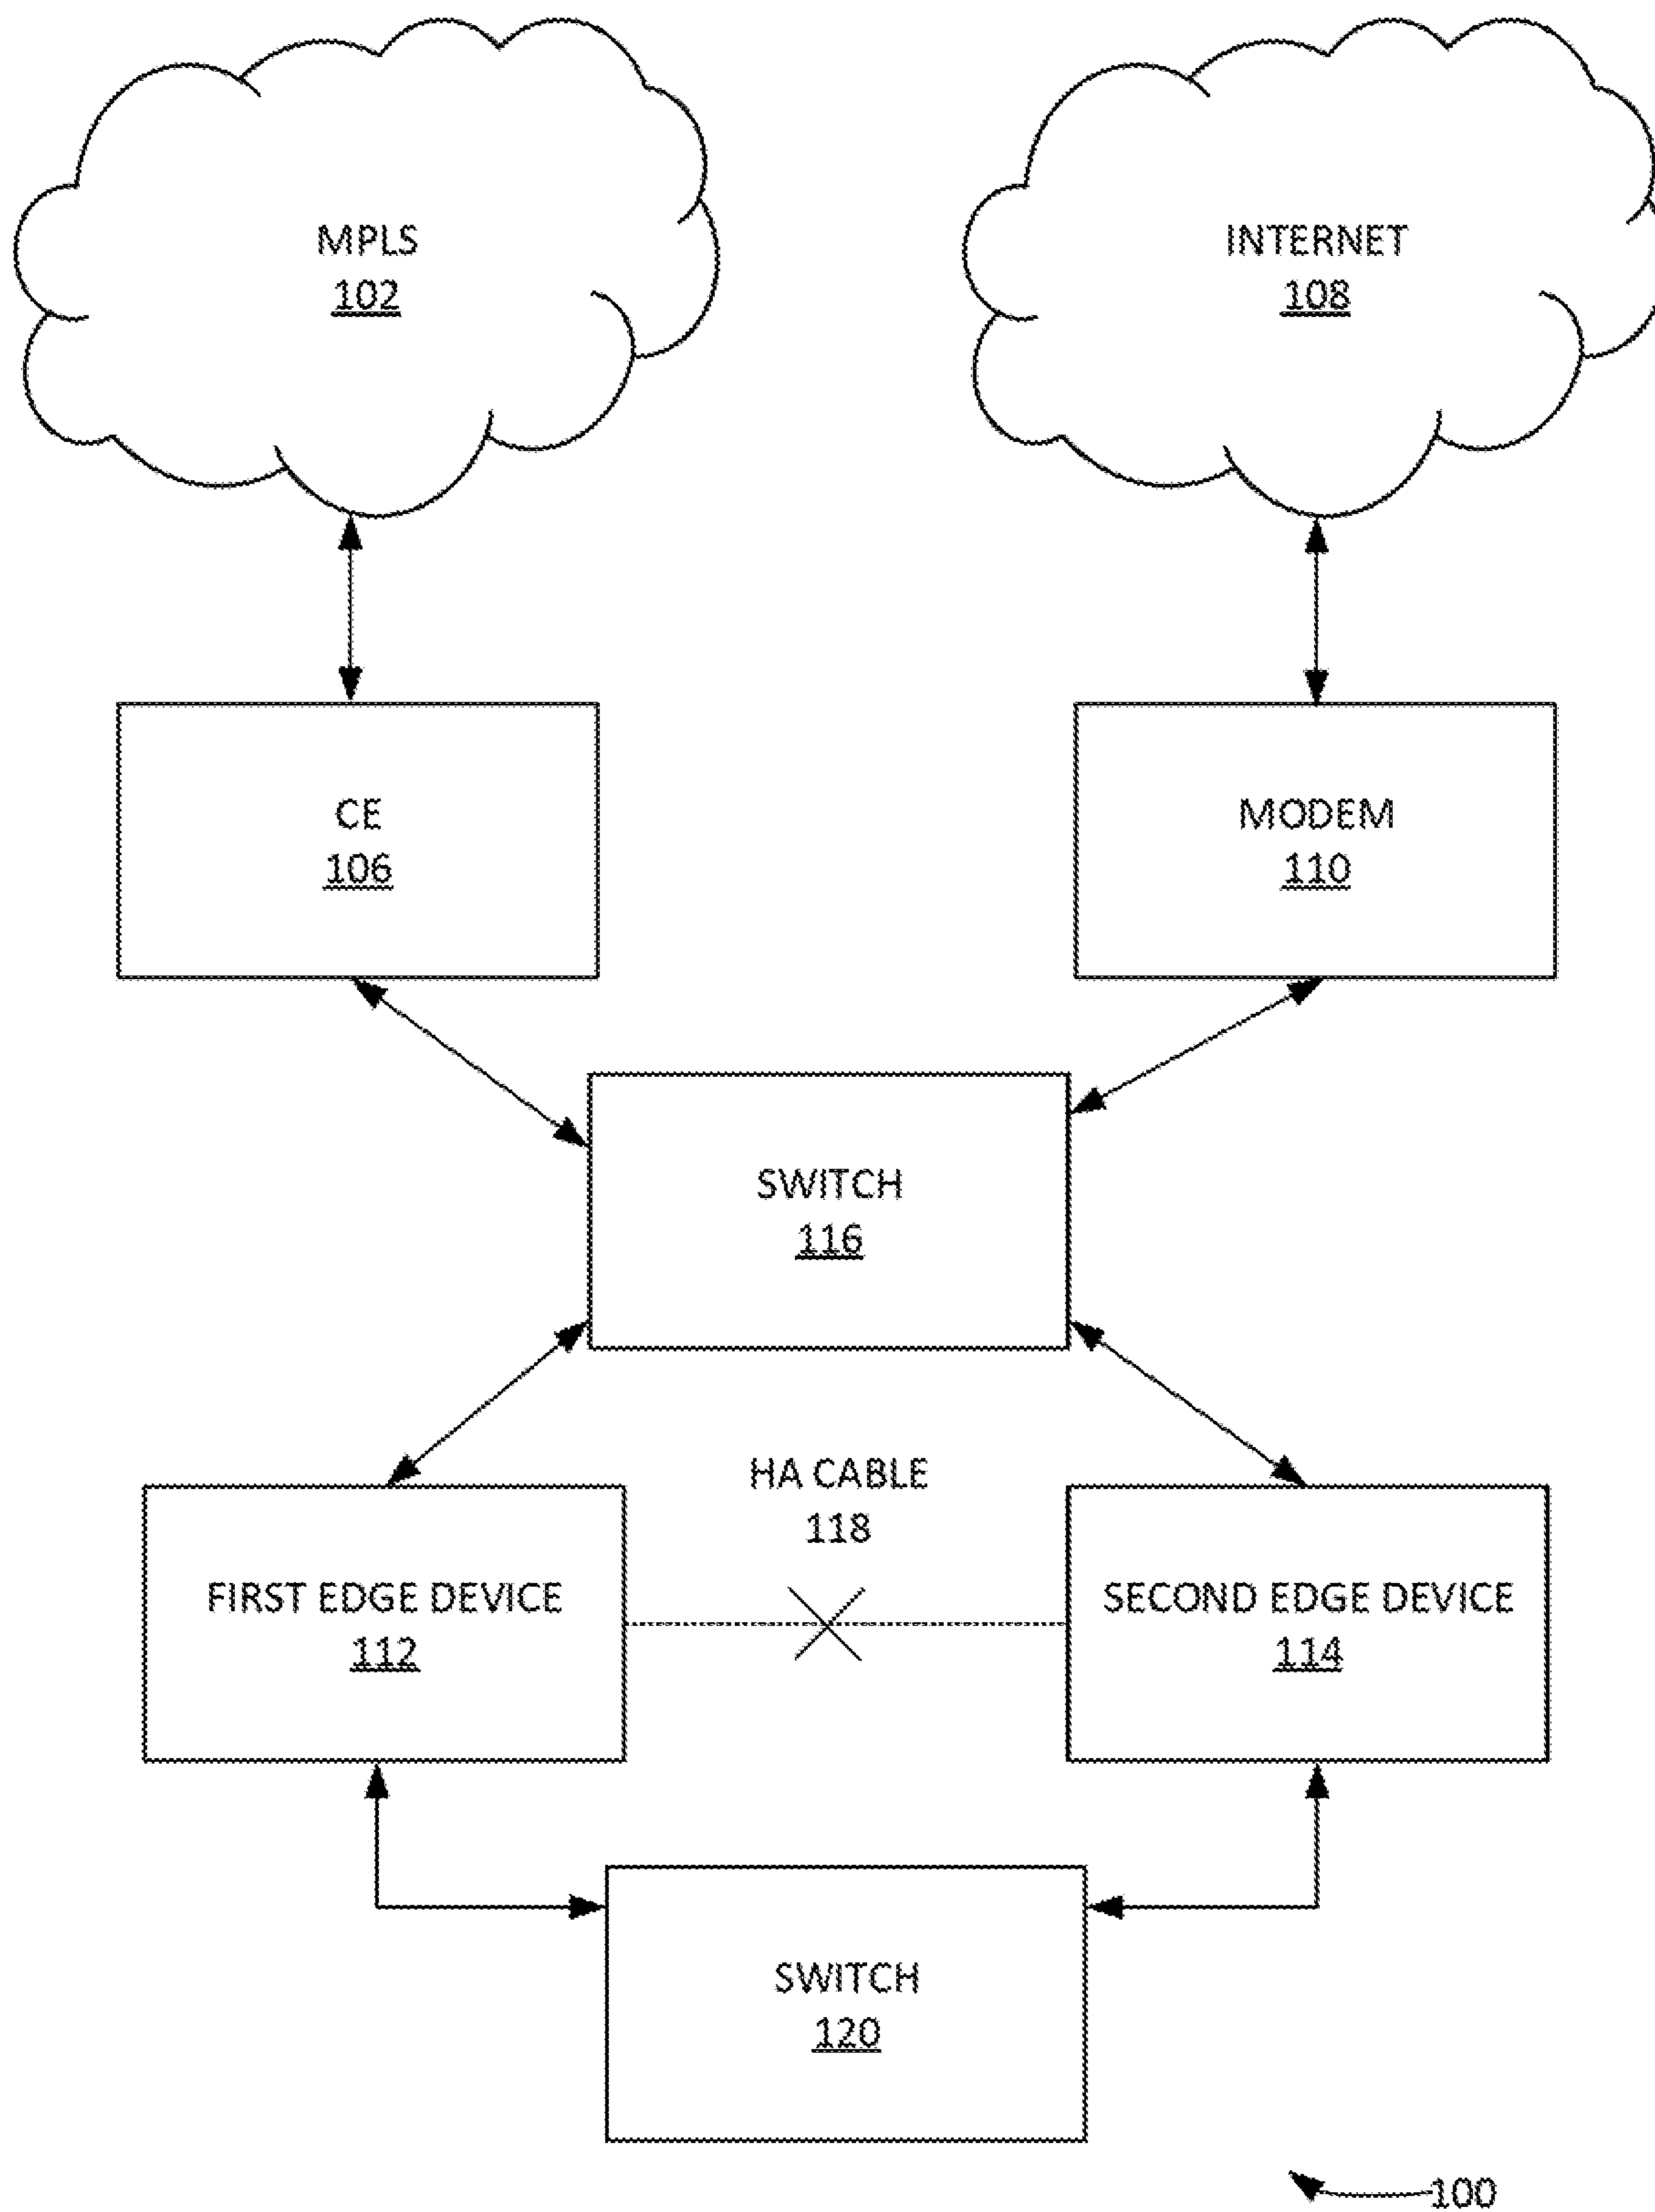 MPLS
102
INTERNET
108
CE
106
MODEM
110
SWITCH
116
HA CABLE
118
FIRST EDGE DEVICE
112
SECOND EDGE DEVICE
114
SWITCH
120
100